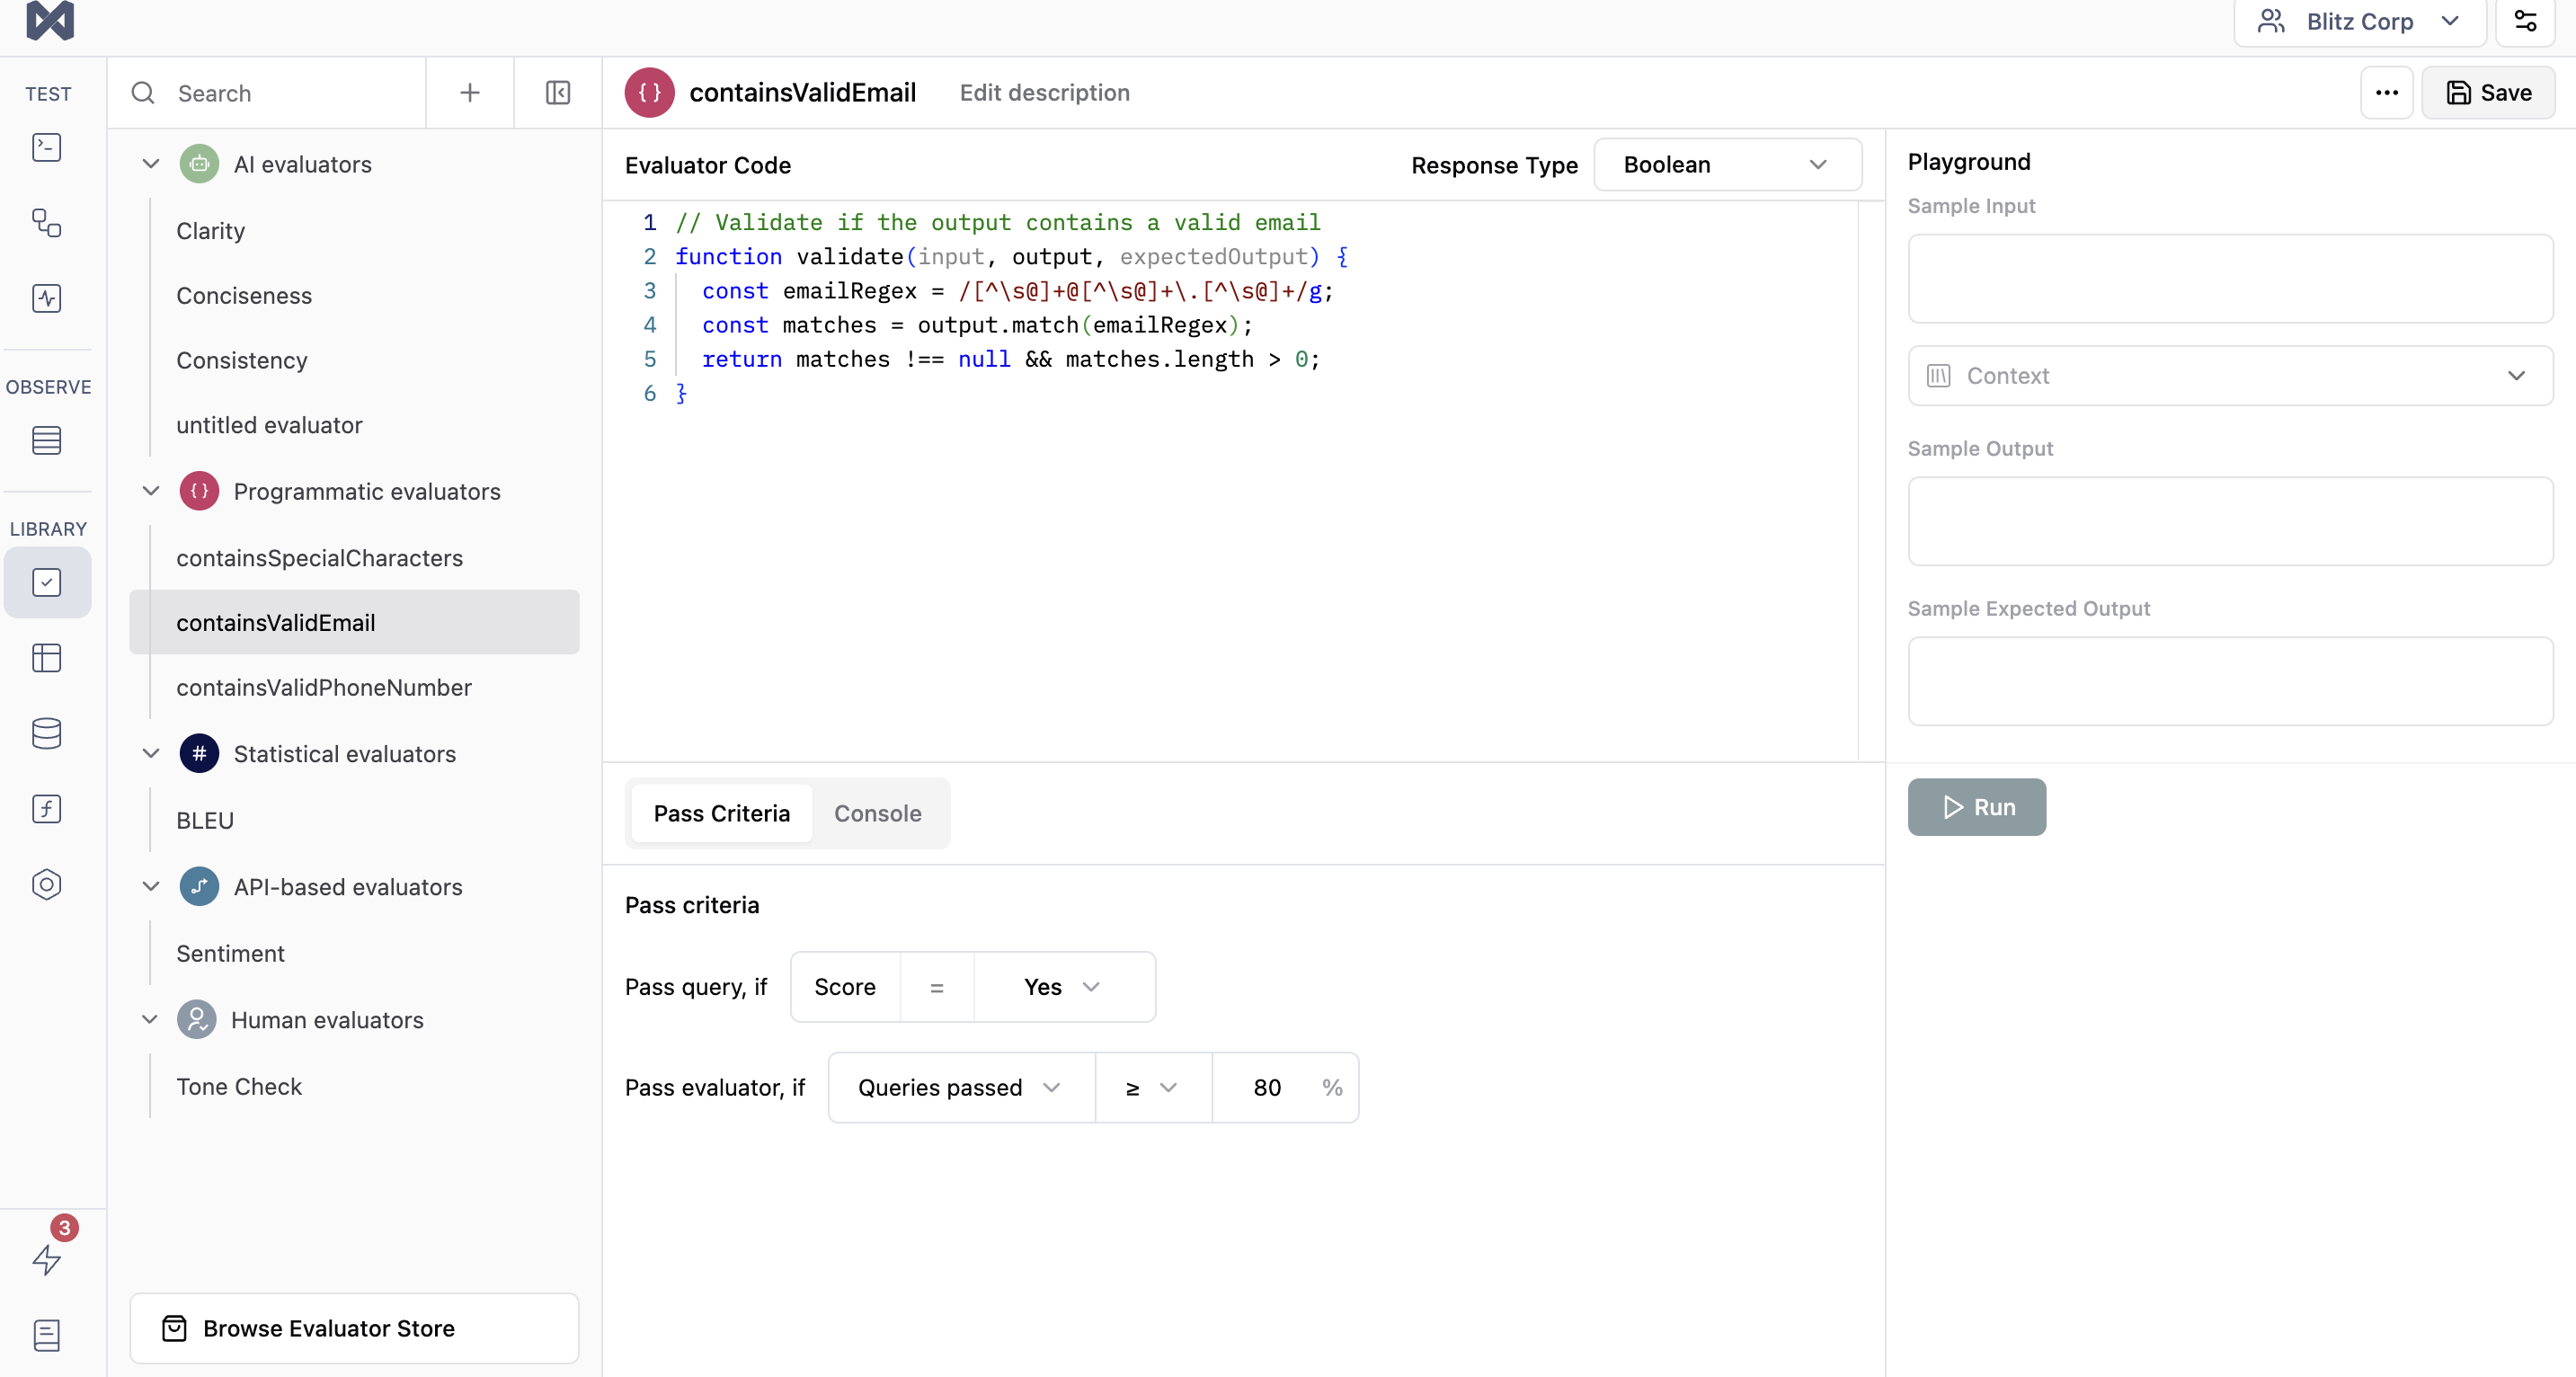 Blitz Corp
TEST
OBSERVE
LIBRARY
3
Search
AI evaluators
Clarity
Conciseness
Consistency
untitled evaluator
{ } Programmatic evaluators
containsSpecialCharacters
containsValidEmail
containsValidPhoneNumber
# Statistical evaluators
BLEU
API-based evaluators
Sentiment
Human evaluators
Tone Check
Browse Evaluator Store
{ } containsValidEmail Edit description
... Save
Evaluator Code Response Type Boolean
1 // Validate if the output contains a valid email
2 function validate(input, output, expectedOutput) {
3   const emailRegex = /[^\s@]+@[^\s@]+\.[^\s@]+/g;
4   const matches = output.match(emailRegex);
5   return matches !== null && matches.length > 0;
6 }
Pass Criteria Console
Pass criteria
Pass query, if Score = Yes
Pass evaluator, if Queries passed ≥ 80 %
Playground
Sample Input
Context
Sample Output
Sample Expected Output
Run